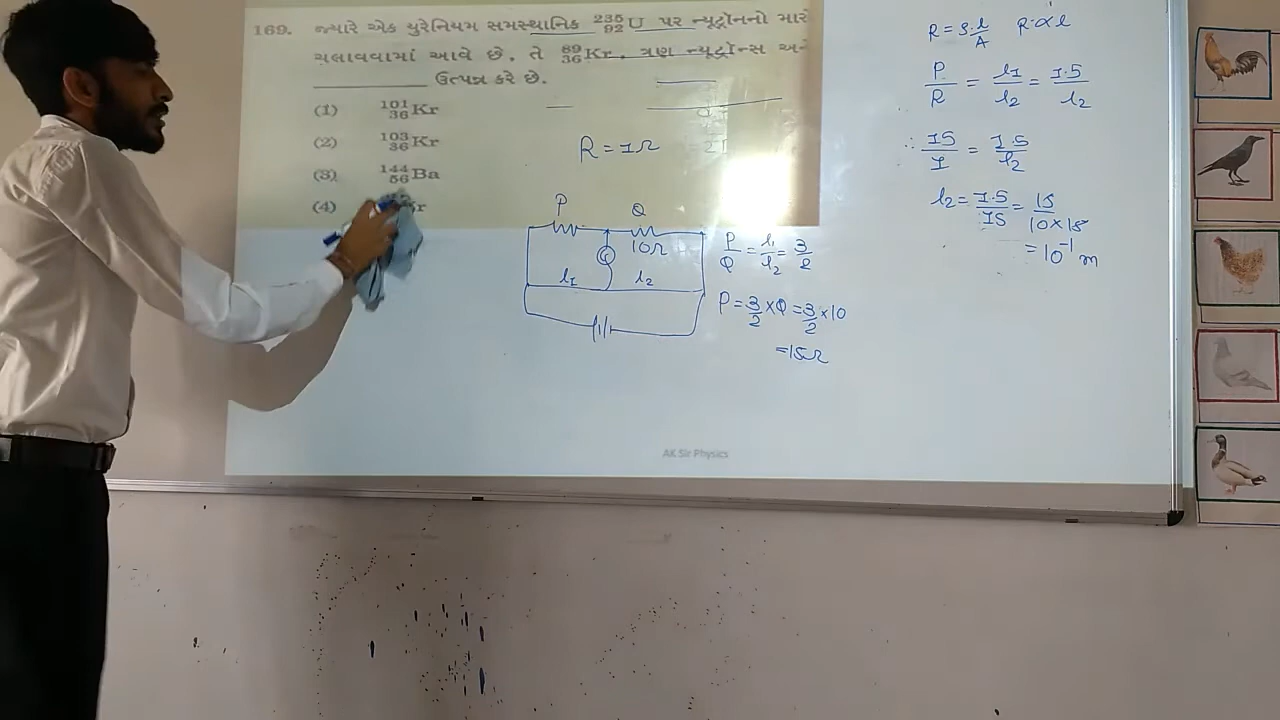 169. જ્યારે એક યુરેનિયમ સમસ્થાનિક ²³⁵₉₂U પર ન્યૂટ્રૉનનો મારો
ચલાવવામાં આવે છે, તે ⁸⁹₃₆Kr, ત્રણ ન્યૂટ્રૉન્સ અને
__________ ઉત્પન્ન કરે છે.
(1) ¹⁰¹₃₆Kr
(2) ¹⁰³₃₆Kr
(3) ¹⁴⁴₅₆Ba
(4)
R = 1Ω
P Q
10Ω
G
l1 l2
P/Q = l1/l2 = 3/2
P = 3/2 × Q = 3/2 × 10
= 15Ω
R = ρ l/A R ∝ l
P/R = l1/l2 = 1.5/l2
∴ 15/1 = 1.5/l2
l2 = 1.5/15 = 15/10×15
= 10⁻¹ m
AK Sir Physics